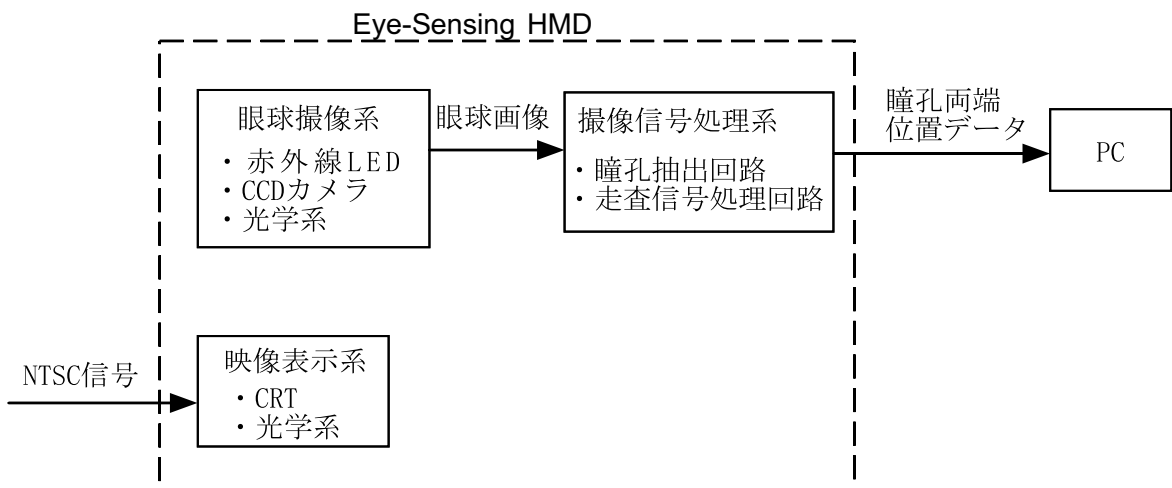 Eye-Sensing HMD
眼球撮像系
・赤外線LED
・CCDカメラ
・光学系
眼球画像
撮像信号処理系
・瞳孔抽出回路
・走査信号処理回路
瞳孔両端
位置データ
PC
NTSC信号
映像表示系
・CRT
・光学系